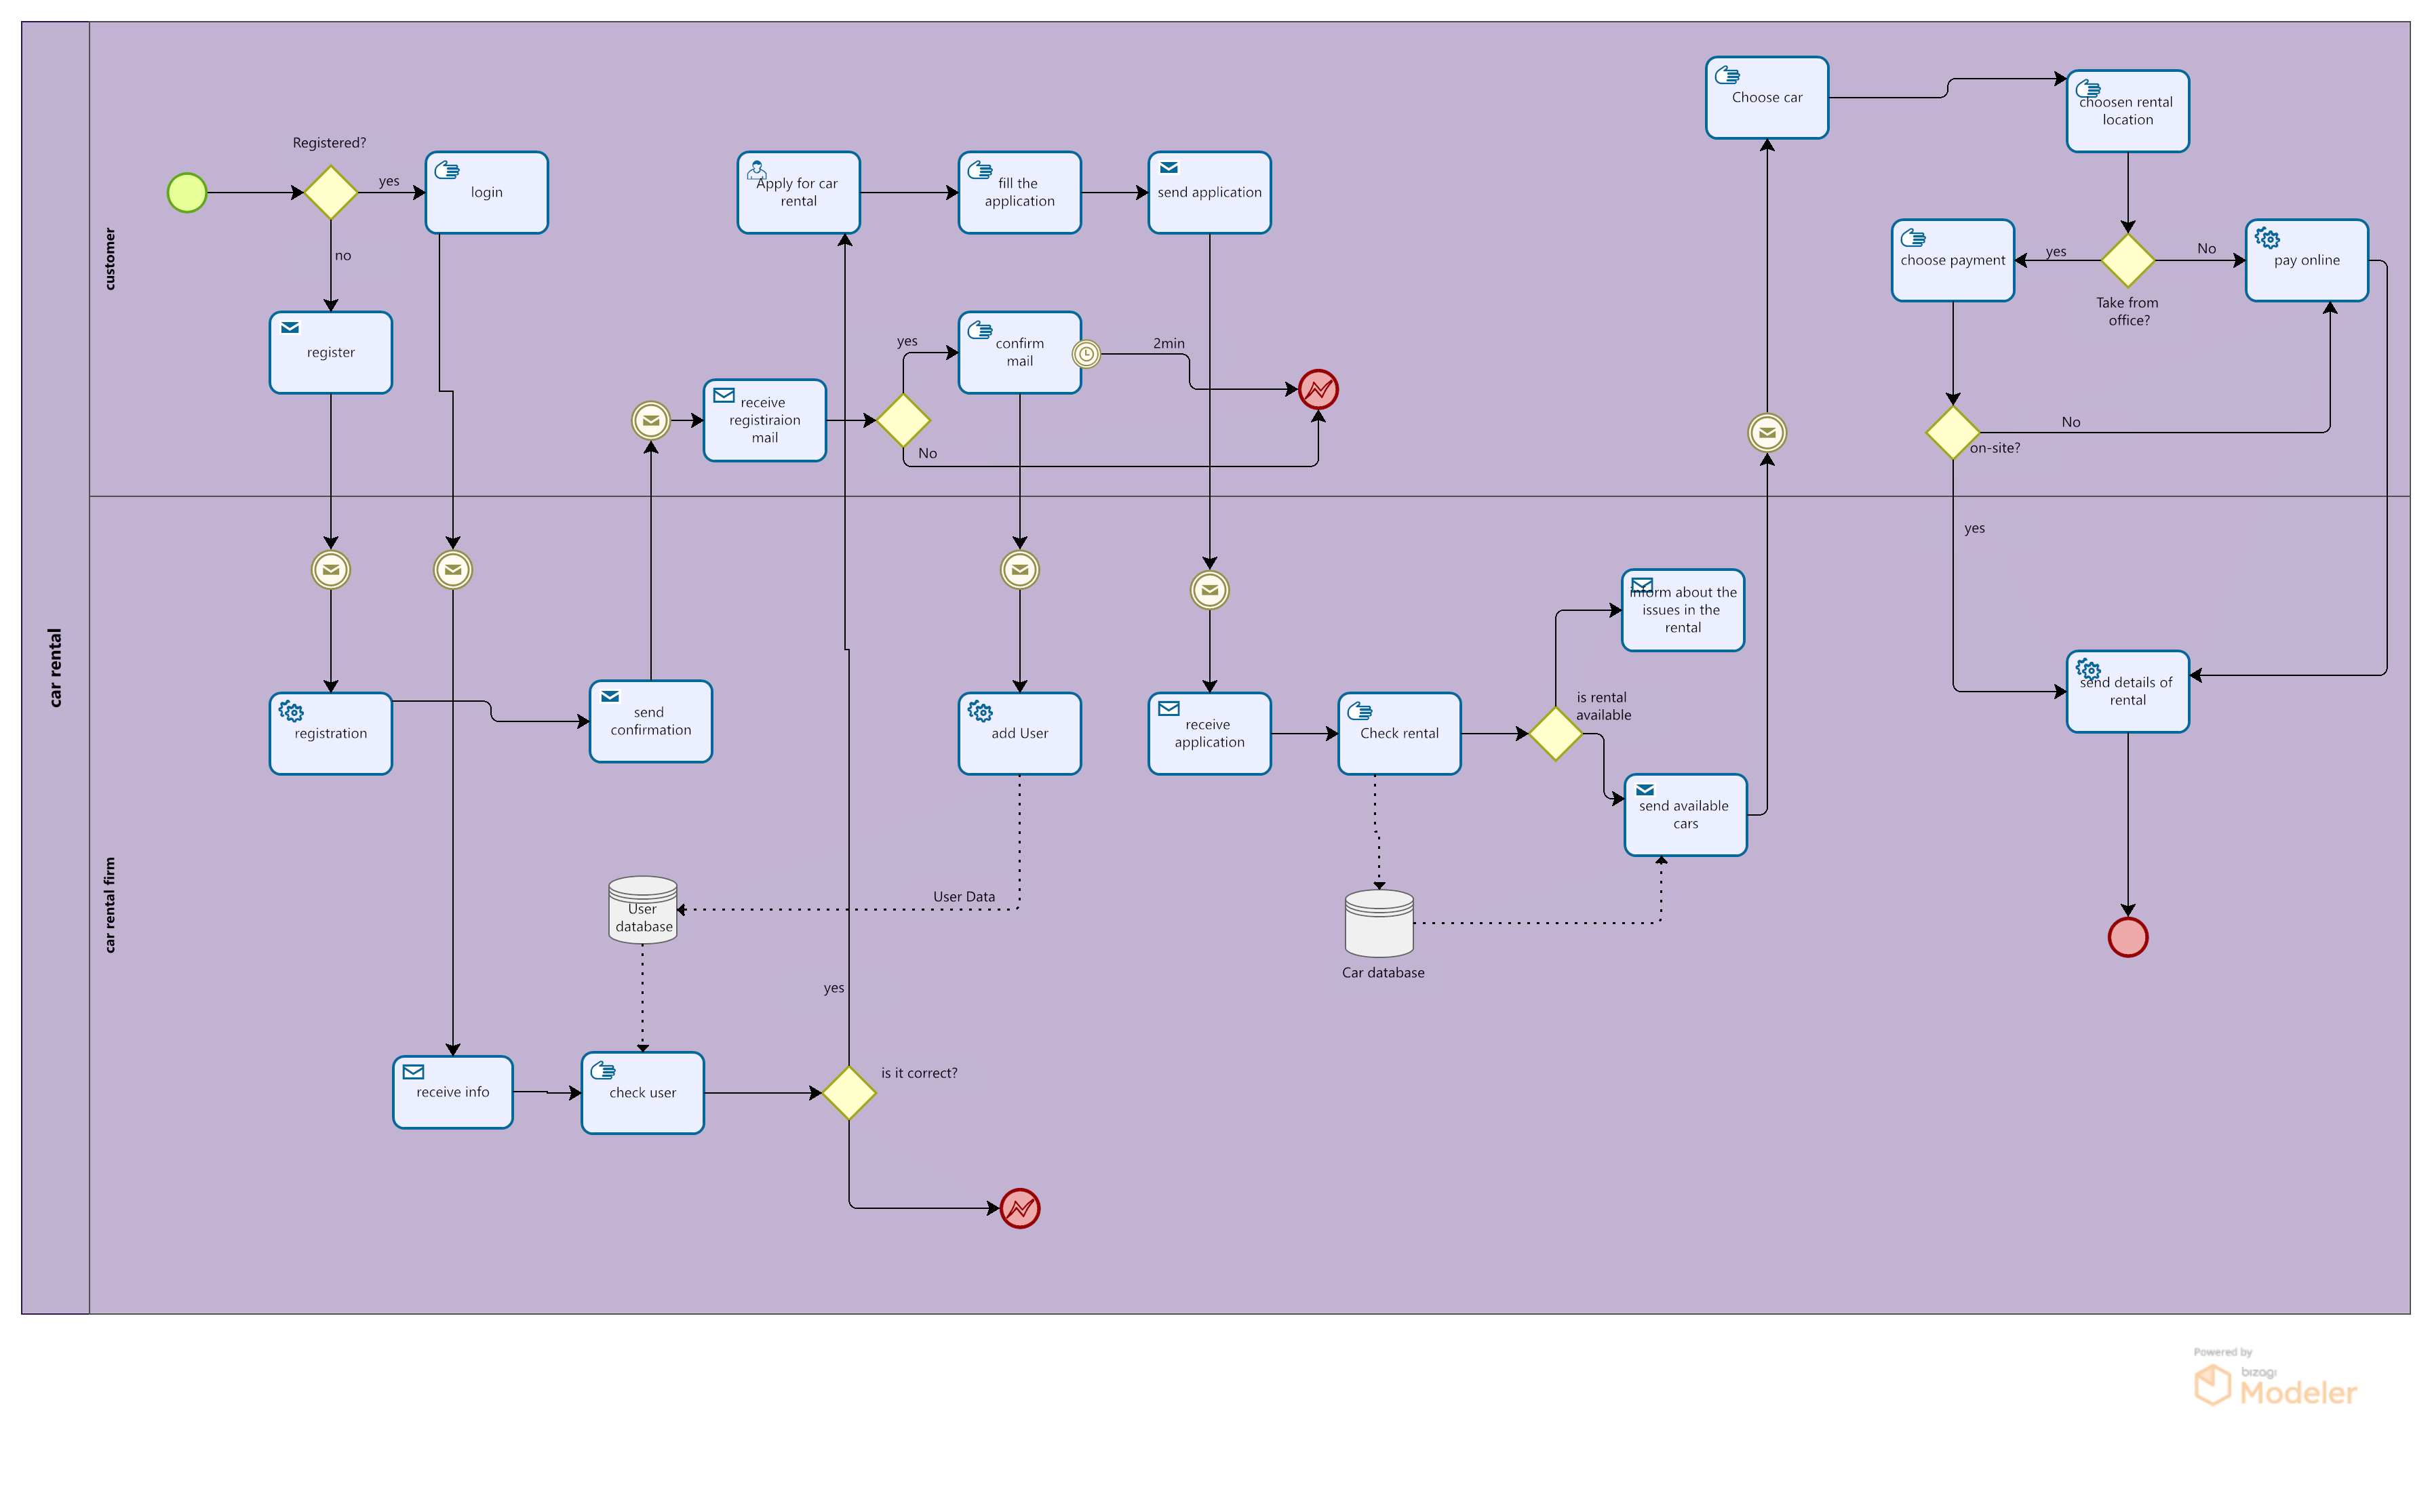 car rental
customer
Registered?
yes
login
no
register
Apply for car
rental
fill the
application
send application
receive
registiraion
mail
yes
No
confirm
mail
2min
Choose car
choosen rental
location
choose payment
yes
Take from
office?
No
pay online
on-site?
No
yes
car rental firm
registration
send
confirmation
add User
User Data
User
database
receive info
check user
is it correct?
yes
receive
application
Check rental
Car database
is rental
available
inform about the
issues in the
rental
send available
cars
send details of
rental
Powered by
bizagi
Modeler